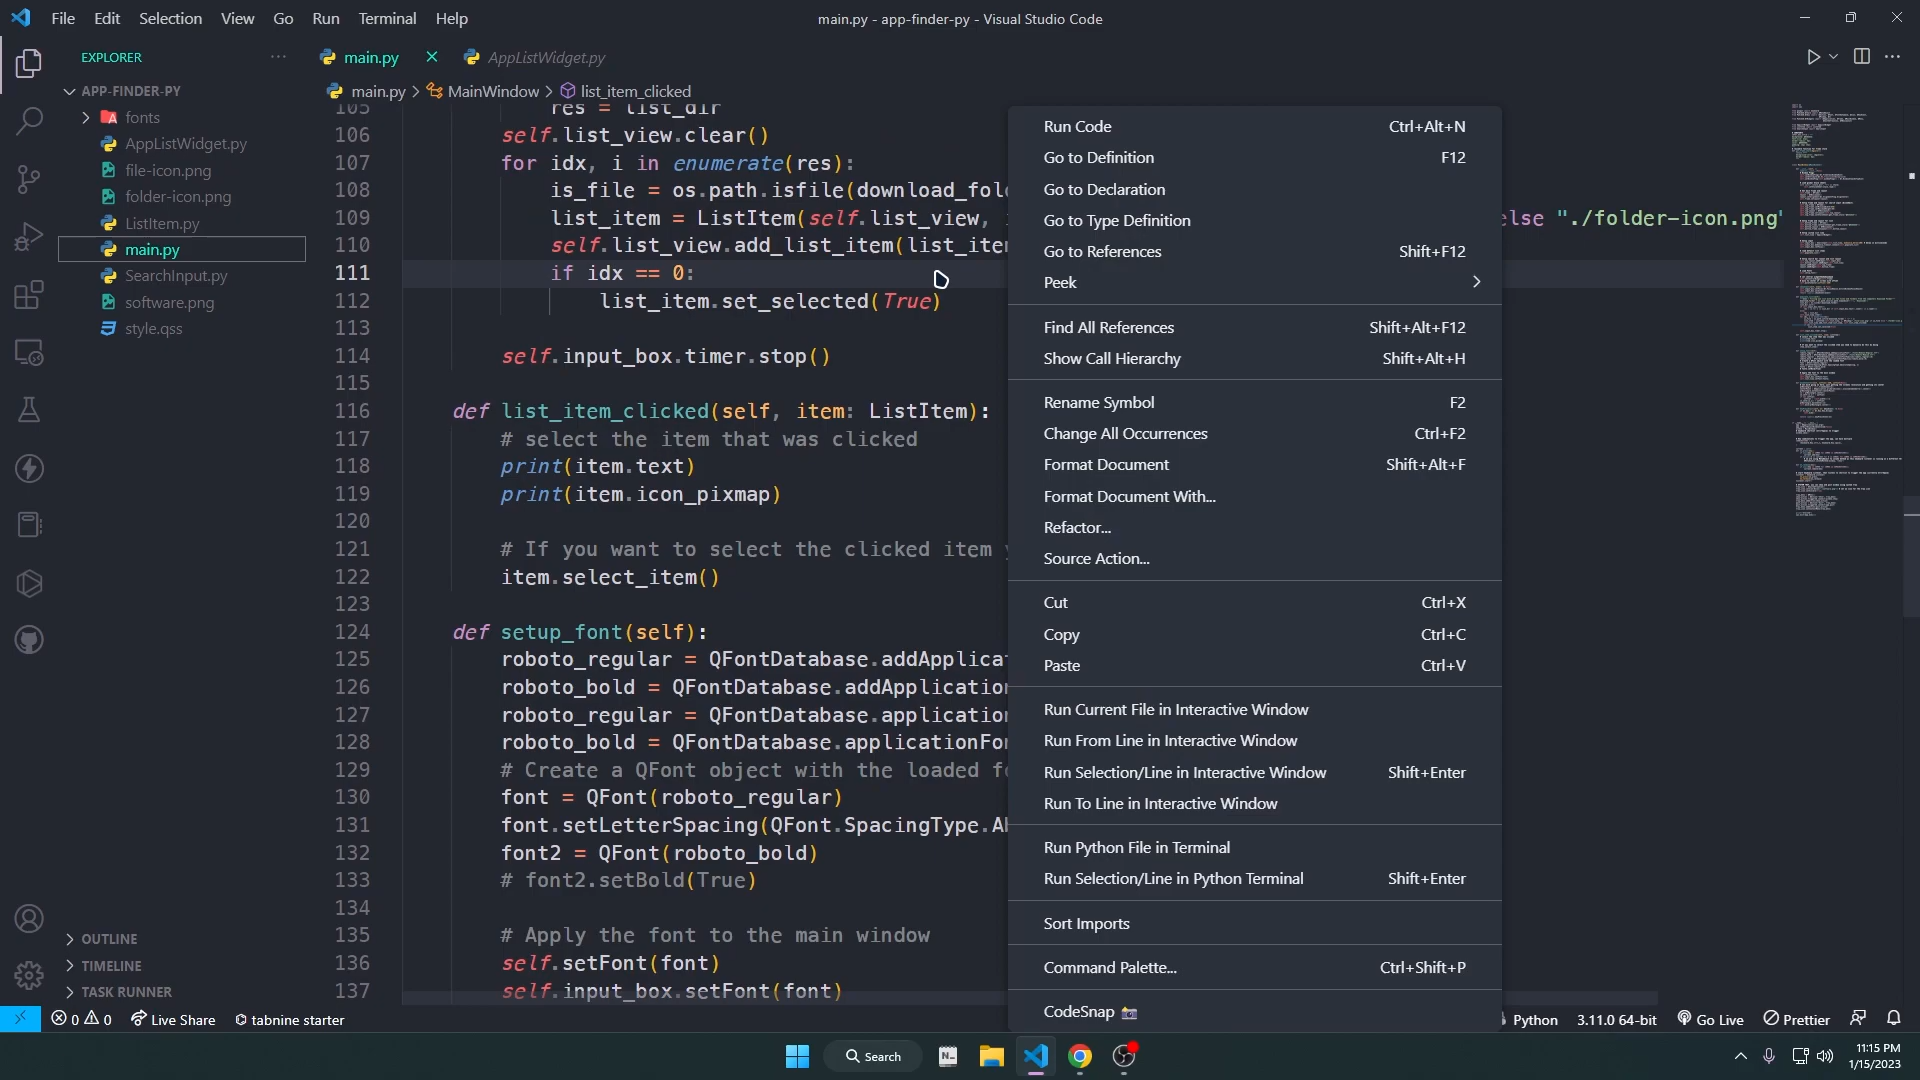 File Edit Selection View Go Run Terminal Help
main.py - app-finder-py - Visual Studio Code
EXPLORER
main.py
AppListWidget.py
APP-FINDER-PY
main.py > MainWindow > list_item_clicked
fonts
AppListWidget.py
file-icon.png
folder-icon.png
ListItem.py
main.py
SearchInput.py
software.png
style.qss
OUTLINE
TIMELINE
TASK RUNNER
105 res = list_dir
106 self.list_view.clear()
107 for idx, i in enumerate(res):
108 is_file = os.path.isfile(download_fol
109 list_item = ListItem(self.list_view, else "./folder-icon.png"
110 self.list_view.add_list_item(list_ite
111 if idx == 0:
112 list_item.set_selected(True)
113
114 self.input_box.timer.stop()
115
116 def list_item_clicked(self, item: ListItem):
117 # select the item that was clicked
118 print(item.text)
119 print(item.icon_pixmap)
120
121 # If you want to select the clicked item
122 item.select_item()
123
124 def setup_font(self):
125 roboto_regular = QFontDatabase.addApplica
126 roboto_bold = QFontDatabase.addApplication
127 roboto_regular = QFontDatabase.application
128 roboto_bold = QFontDatabase.applicationFo
129 # Create a QFont object with the loaded f
130 font = QFont(roboto_regular)
131 font.setLetterSpacing(QFont.SpacingType.A
132 font2 = QFont(roboto_bold)
133 # font2.setBold(True)
134
135 # Apply the font to the main window
136 self.setFont(font)
137 self.input_box.setFont(font)
Run Code Ctrl+Alt+N
Go to Definition F12
Go to Declaration
Go to Type Definition
Go to References Shift+F12
Peek
Find All References Shift+Alt+F12
Show Call Hierarchy Shift+Alt+H
Rename Symbol F2
Change All Occurrences Ctrl+F2
Format Document Shift+Alt+F
Format Document With...
Refactor...
Source Action...
Cut Ctrl+X
Copy Ctrl+C
Paste Ctrl+V
Run Current File in Interactive Window
Run From Line in Interactive Window
Run Selection/Line in Interactive Window Shift+Enter
Run To Line in Interactive Window
Run Python File in Terminal
Run Selection/Line in Python Terminal Shift+Enter
Sort Imports
Command Palette... Ctrl+Shift+P
CodeSnap 📸
0 0 Live Share tabnine starter
Python 3.11.0 64-bit Go Live Prettier
Search
11:15 PM
1/15/2023